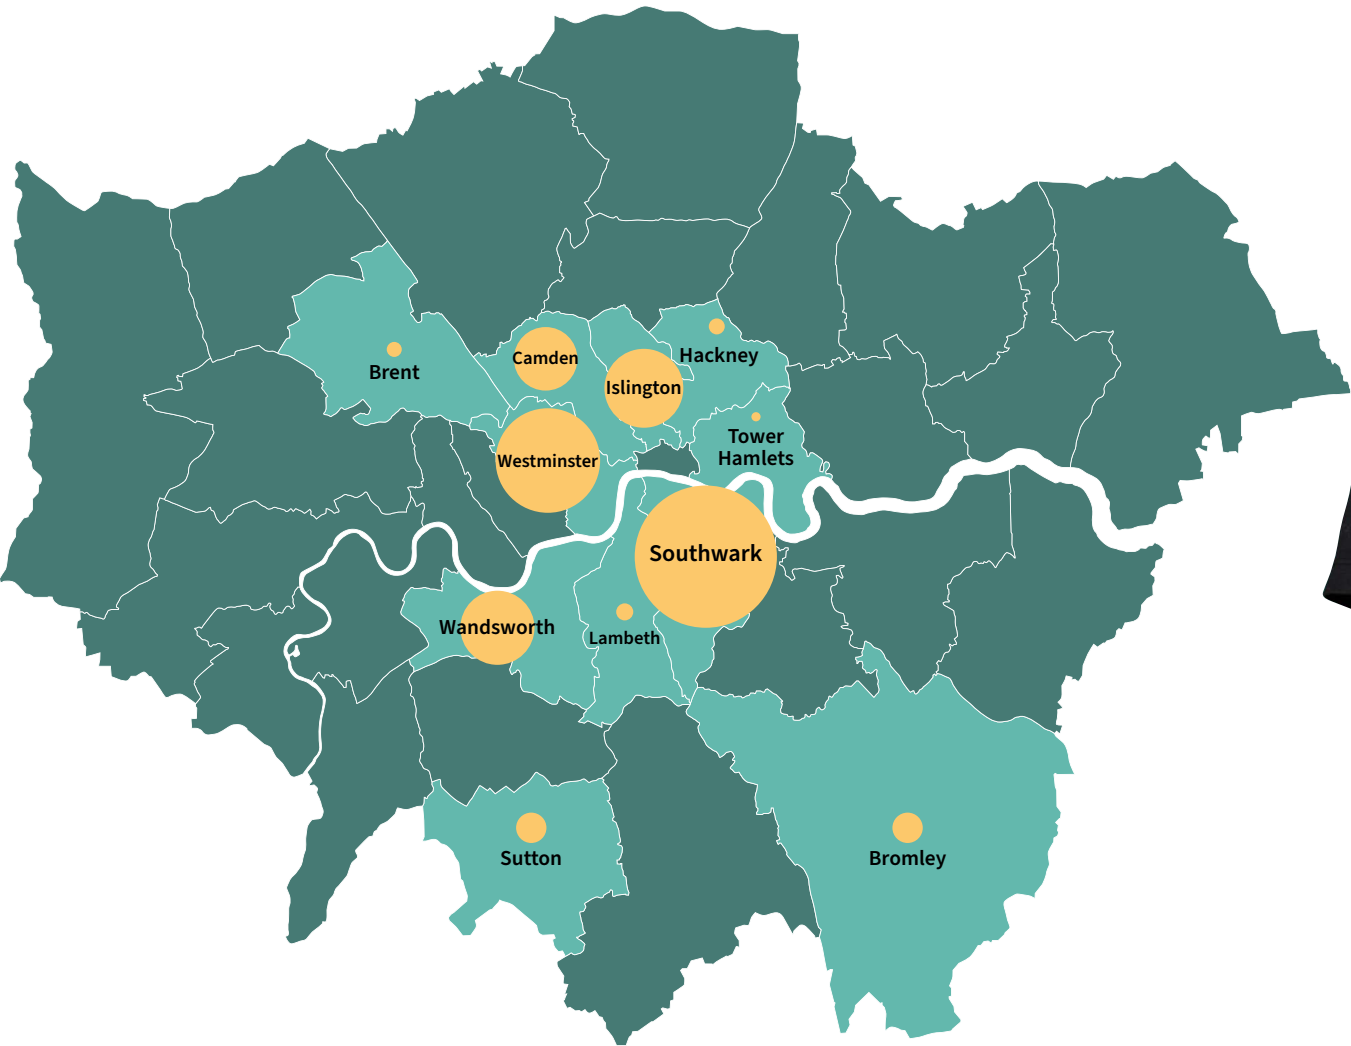 Camden
Hackney
Brent
Islington
Tower
Hamlets
Westminster
Southwark
Wandsworth
Lambeth
Sutton
Bromley